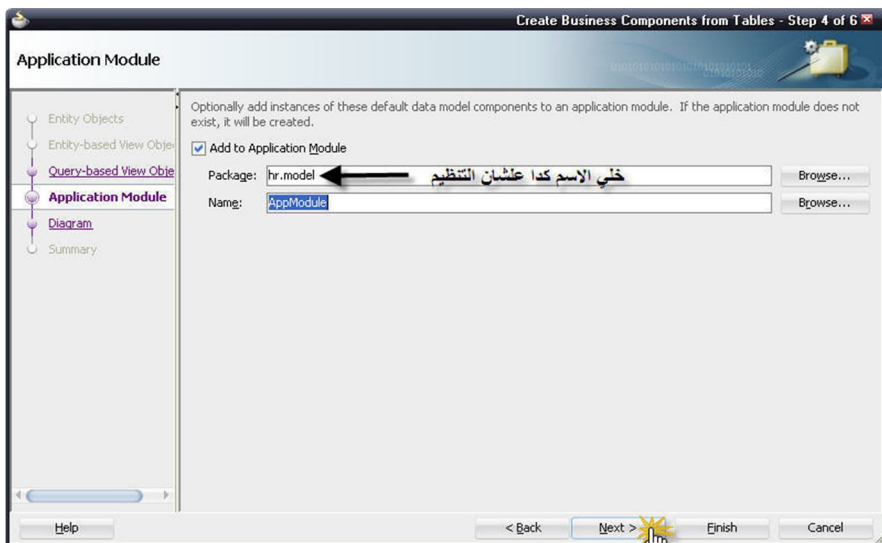 Create Business Components from Tables - Step 4 of 6
Application Module
Entity Objects
Entity-based View Obje
Query-based View Obje
Application Module
Diagram
Summary
Optionally add instances of these default data model components to an application module. If the application module does not
exist, it will be created.
Add to Application Module
Package: hr.model خلي الاسم كدا علشان التنظيم Browse...
Name: AppModule Browse...
Help < Back Next > Finish Cancel